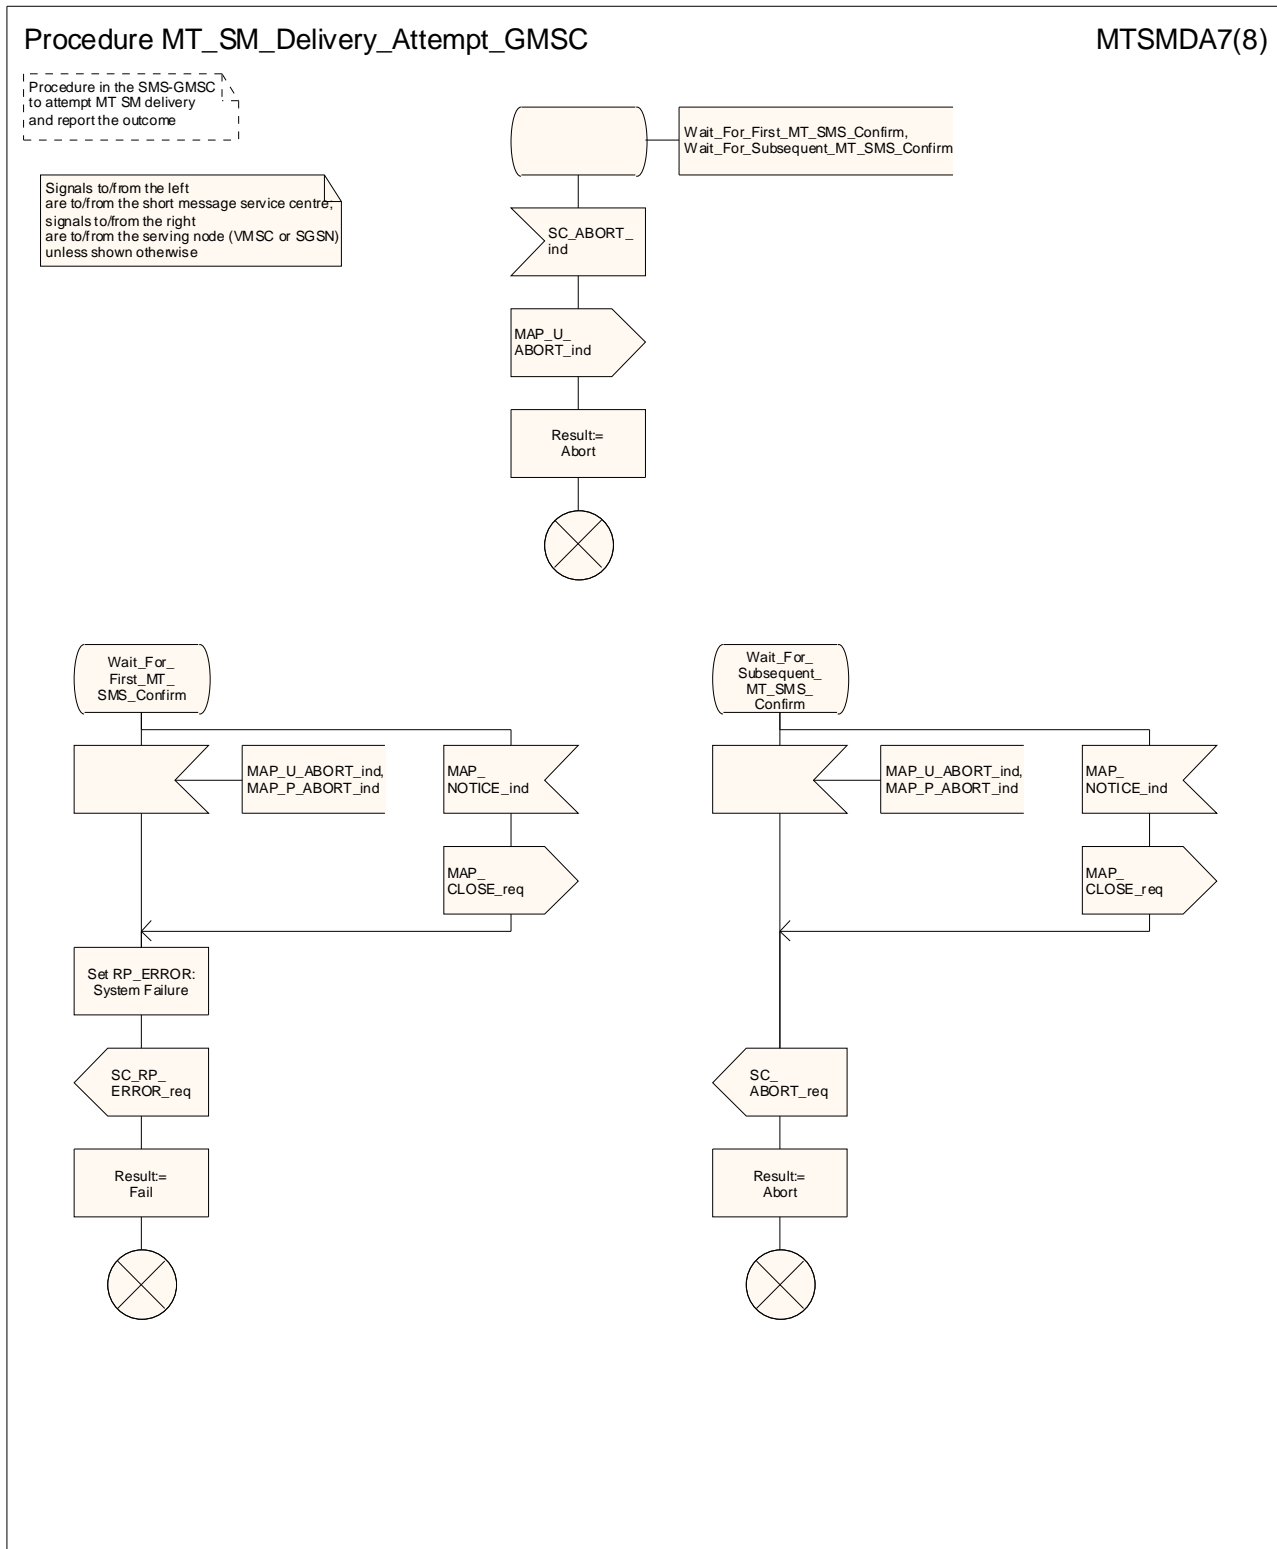 Procedure MT_SM_Delivery_Attempt_GMSC
MTSMDA7(8)
Procedure in the SMS-GMSC
to attempt MT SM delivery
and report the outcome
Signals to/from the left
are to/from the short message service centre;
signals to/from the right
are to/from the serving node (VMSC or SGSN)
unless shown otherwise
Wait_For_First_MT_SMS_Confirm,
Wait_For_Subsequent_MT_SMS_Confirm
SC_ABORT_
ind
MAP_U_
ABORT_ind
Result:=
Abort
Wait_For_
First_MT_
SMS_Confirm
MAP_U_ABORT_ind,
MAP_P_ABORT_ind
MAP_
NOTICE_ind
MAP_
CLOSE_req
Set RP_ERROR:
System Failure
SC_RP_
ERROR_req
Result:=
Fail
Wait_For_
Subsequent_
MT_SMS_
Confirm
MAP_U_ABORT_ind,
MAP_P_ABORT_ind
MAP_
NOTICE_ind
MAP_
CLOSE_req
SC_
ABORT_req
Result:=
Abort